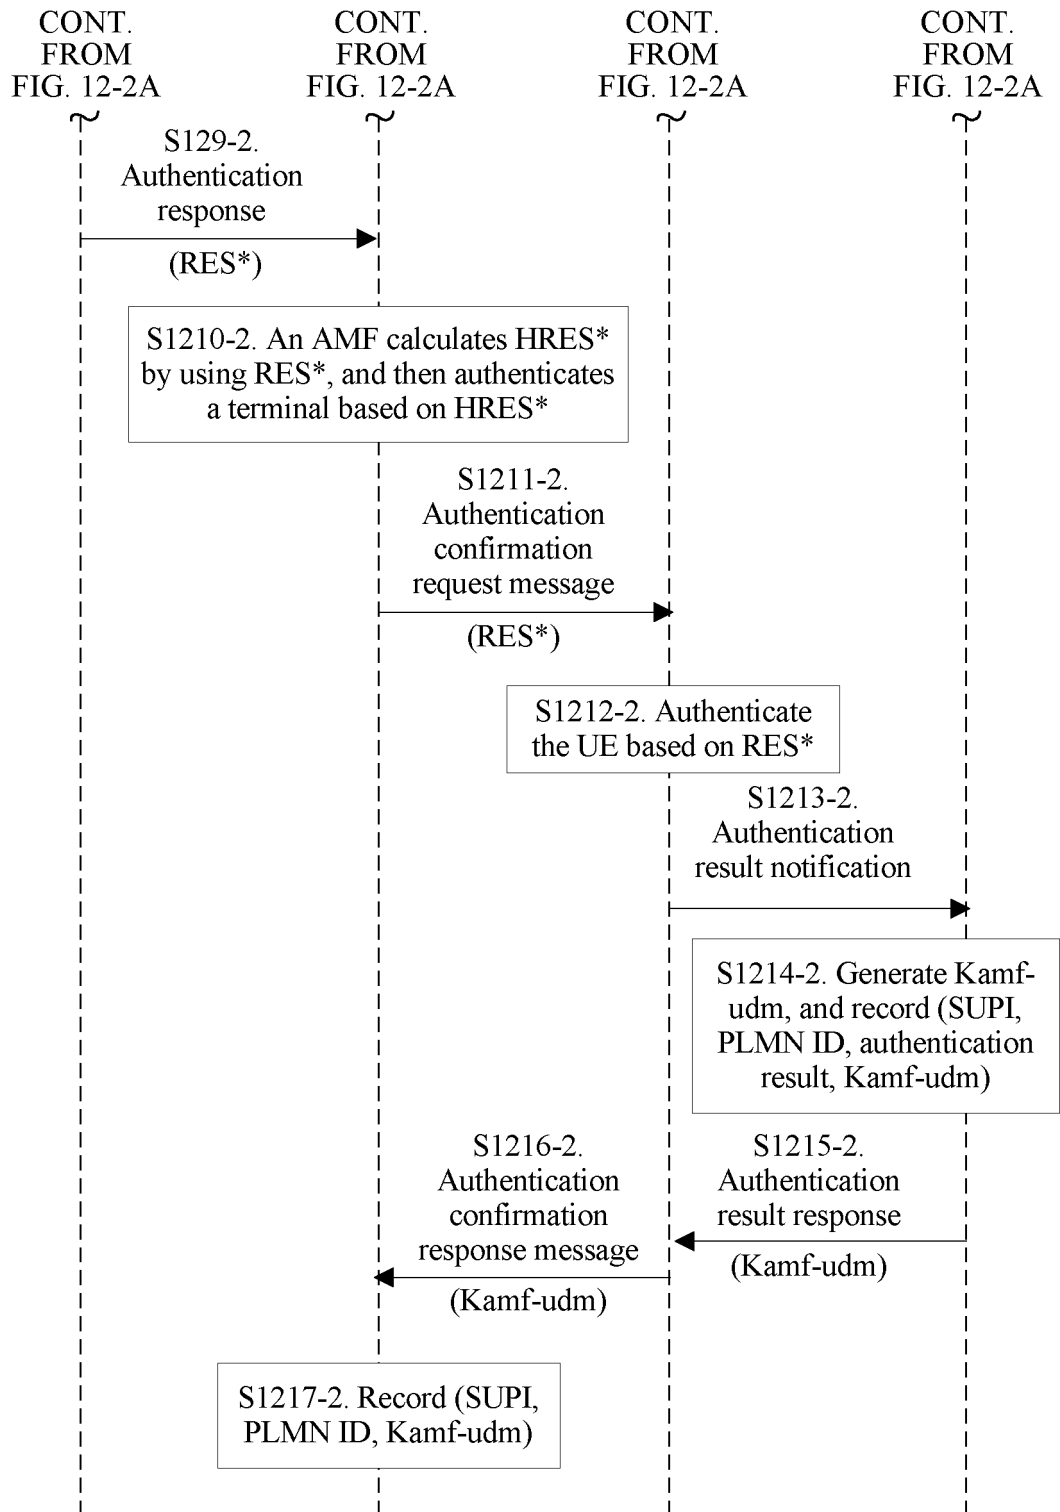 CONT.
FROM
FIG. 12-2A
CONT.
FROM
FIG. 12-2A
CONT.
FROM
FIG. 12-2A
CONT.
FROM
FIG. 12-2A
S129-2.
Authentication
response
(RES*)
S1210-2. An AMF calculates HRES*
by using RES*, and then authenticates
a terminal based on HRES*
S1211-2.
Authentication
confirmation
request message
(RES*)
S1212-2. Authenticate
the UE based on RES*
S1213-2.
Authentication
result notification
S1214-2. Generate Kamf-
udm, and record (SUPI,
PLMN ID, authentication
result, Kamf-udm)
S1215-2.
Authentication
result response
(Kamf-udm)
S1216-2.
Authentication
confirmation
response message
(Kamf-udm)
S1217-2. Record (SUPI,
PLMN ID, Kamf-udm)